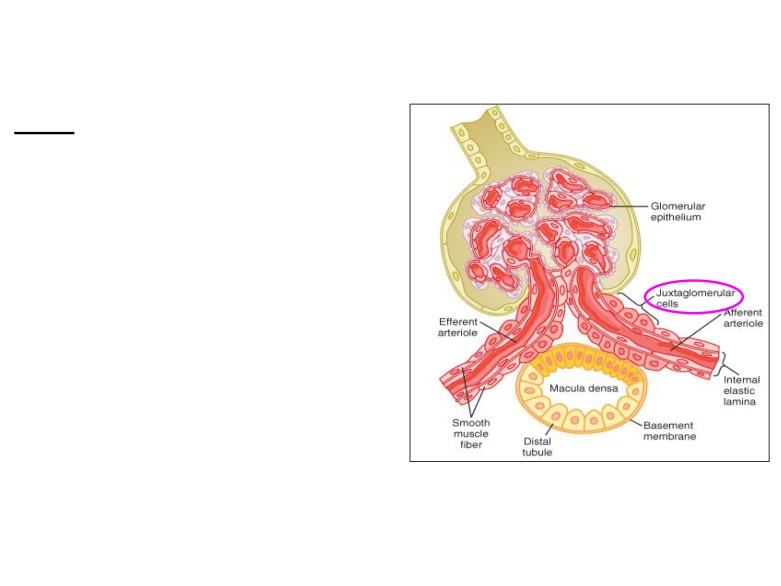 Glomerular
epithelium
Juxtaglomerular
cells
Afferent
arteriole
Efferent
arteriole
Internal
elastic
lamina
Macula densa
Smooth
muscle
fiber
Basement
membrane
Distal
tubule